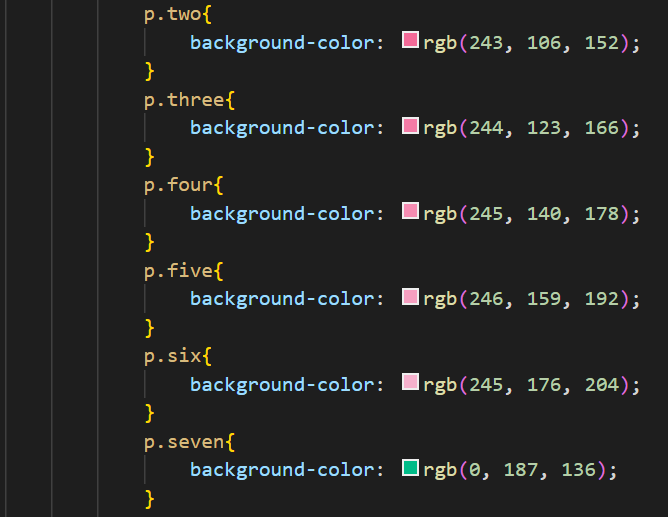 p.two{
background-color: rgb(243, 106, 152);
}
p.three{
background-color: rgb(244, 123, 166);
}
p.four{
background-color: rgb(245, 140, 178);
}
p.five{
background-color: rgb(246, 159, 192);
}
p.six{
background-color: rgb(245, 176, 204);
}
p.seven{
background-color: rgb(0, 187, 136);
}